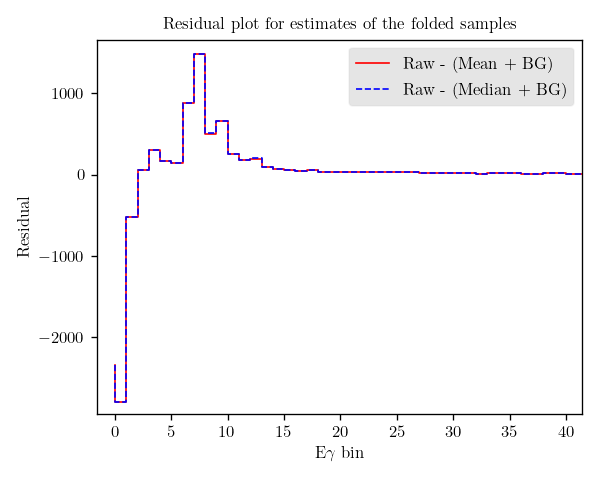 Residual plot for estimates of the folded samples
Raw - (Mean + BG)
Raw - (Median + BG)
1000
0
−1000
−2000
Residual
0 5 10 15 20 25 30 35 40
Eγ bin